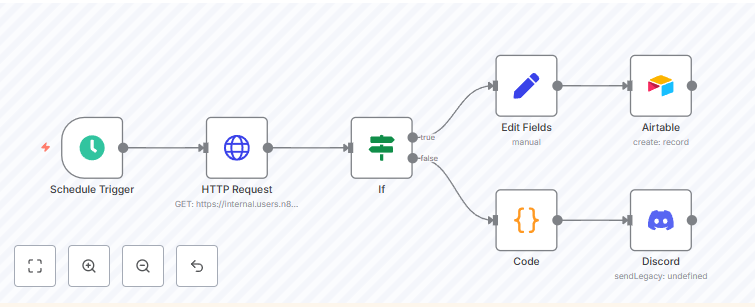 true
false
Edit Fields
manual
Airtable
create: record
Schedule Trigger
HTTP Request
GET: https://internal.users.n8...
If
Code
Discord
sendLegacy: undefined